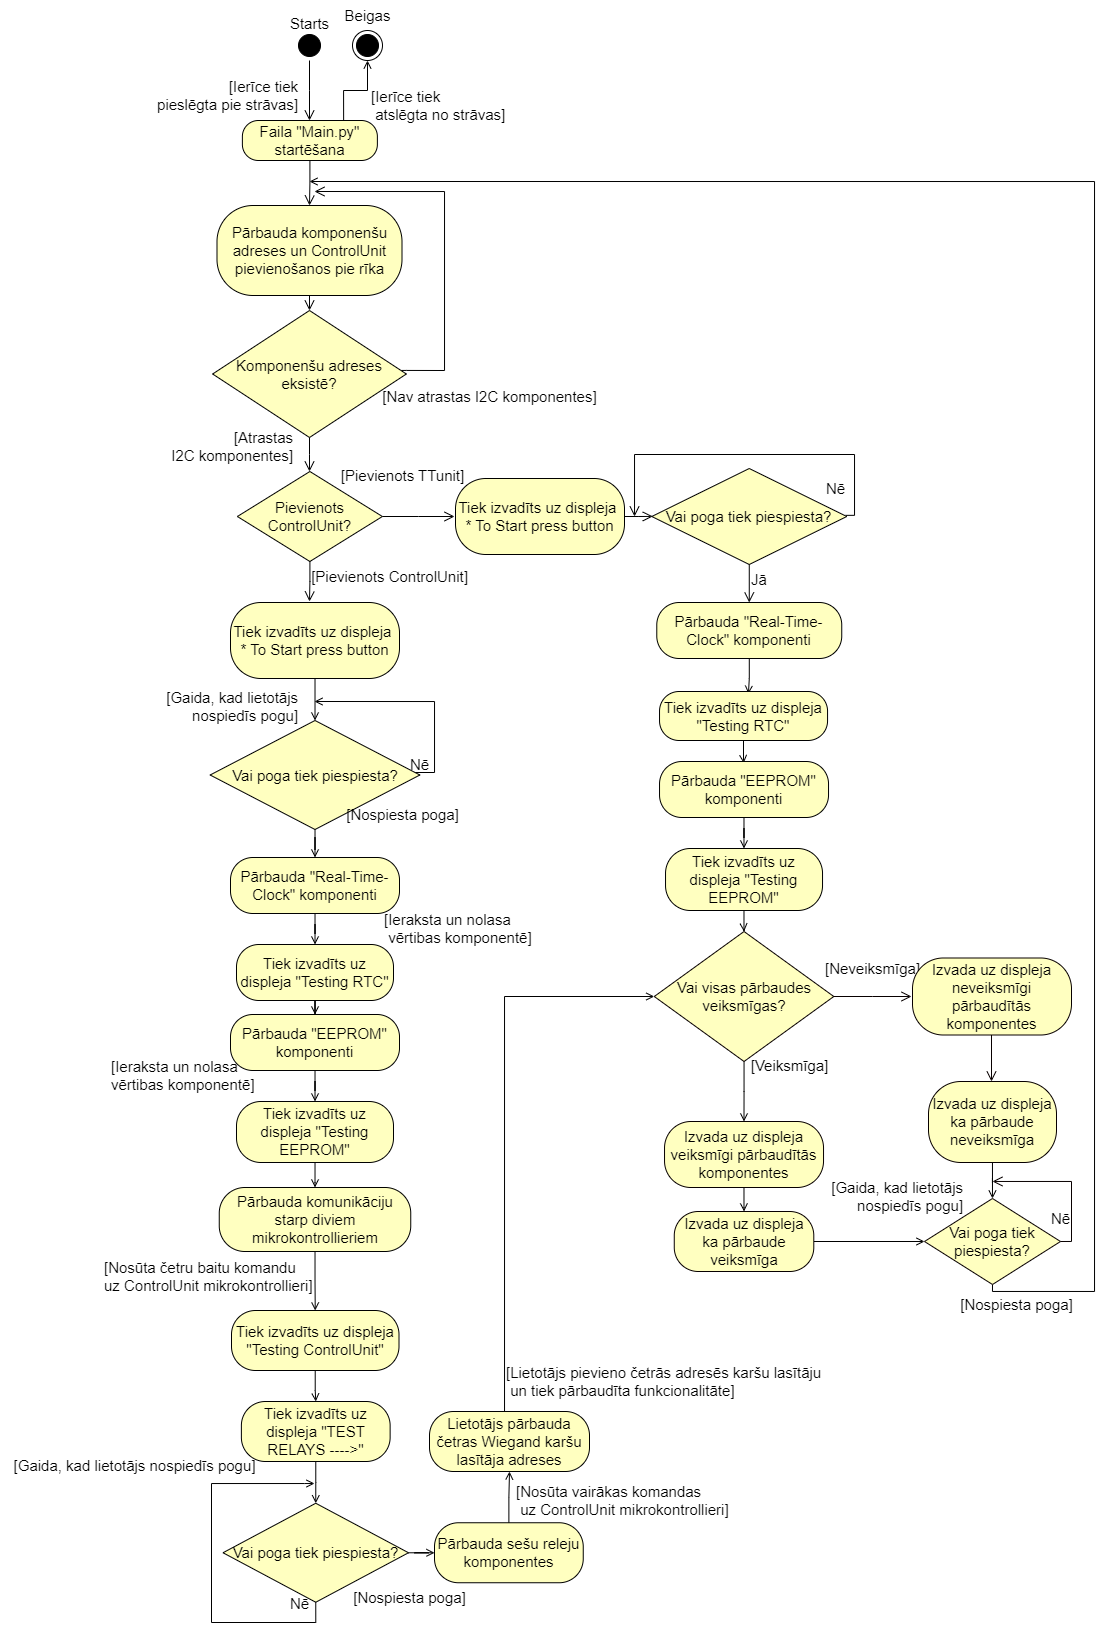 Starts
Beigas
[Ierīce tiek
pieslēgta pie strāvas]
[Ierīce tiek
atslēgta no strāvas]
Faila "Main.py"
startēšana
Pārbauda komponenšu
adreses un ControlUnit
pievienošanos pie rīka
Komponenšu adreses
eksistē?
[Nav atrastas I2C komponentes]
[Atrastas
I2C komponentes]
Pievienots
ControlUnit?
[Pievienots TTunit]
Tiek izvadīts uz displeja
* To Start press button
Vai poga tiek piespiesta?
Nē
Jā
[Pievienots ControlUnit]
Tiek izvadīts uz displeja
* To Start press button
[Gaida, kad lietotājs
nospiedīs pogu]
Vai poga tiek piespiesta?
Nē
[Nospiesta poga]
Pārbauda "Real-Time-
Clock" komponenti
[Ieraksta un nolasa
vērtības komponentē]
Tiek izvadīts uz
displeja "Testing RTC"
Pārbauda "EEPROM"
komponenti
[Ieraksta un nolasa
vērtības komponentē]
Tiek izvadīts uz
displeja "Testing
EEPROM"
Pārbauda komunikāciju
starp diviem
mikrokontrollieriem
[Nosūta četru baitu komandu
uz ControlUnit mikrokontrollieri]
Tiek izvadīts uz displeja
"Testing ControlUnit"
Tiek izvadīts uz
displeja "TEST
RELAYS ---->"
[Gaida, kad lietotājs nospiedīs pogu]
Vai poga tiek piespiesta?
Nē
[Nospiesta poga]
Pārbauda sešu releju
komponentes
[Nosūta vairākas komandas
uz ControlUnit mikrokontrollieri]
Lietotājs pārbauda
četras Wiegand karšu
lasītāja adreses
[Lietotājs pievieno četrās adresēs karšu lasītāju
un tiek pārbaudīta funkcionalitāte]
Pārbauda "Real-Time-
Clock" komponenti
Tiek izvadīts uz displeja
"Testing RTC"
Pārbauda "EEPROM"
komponenti
Tiek izvadīts uz
displeja "Testing
EEPROM"
Vai visas pārbaudes
veiksmīgas?
[Neveiksmīga]
Izvada uz displeja
neveiksmīgi
pārbaudītās
komponentes
Izvada uz displeja
ka pārbaude
neveiksmīga
[Veiksmīga]
Izvada uz displeja
veiksmīgi pārbaudītās
komponentes
Izvada uz displeja
ka pārbaude
veiksmīga
[Gaida, kad lietotājs
nospiedīs pogu]
Vai poga tiek
piespiesta?
Nē
[Nospiesta poga]